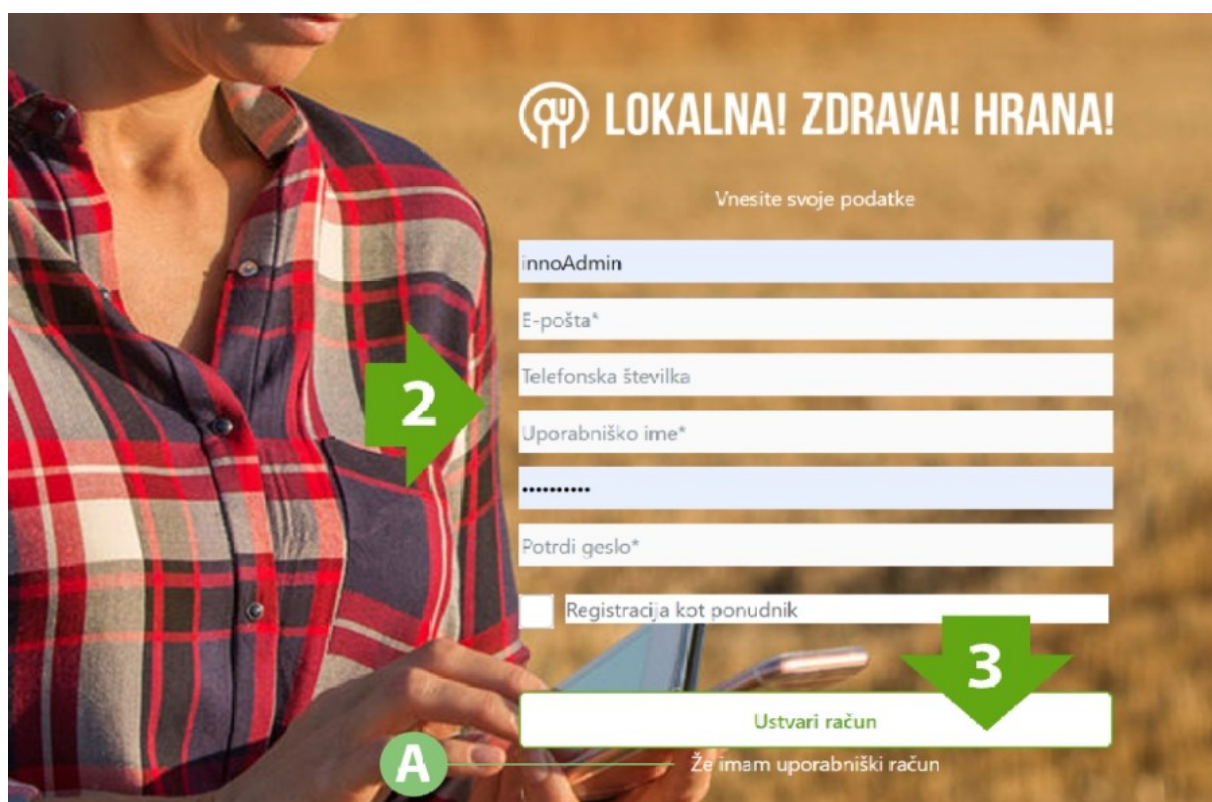 LOKALNA! ZDRAVA! HRANA!
Vnesite svoje podatke
innoAdmin
E-pošta*
Telefonska številka
2
Uporabniško ime*
••••••••••
Potrdi geslo*
Registracija kot ponudnik
3
Ustvari račun
A
Že imam uporabniški račun